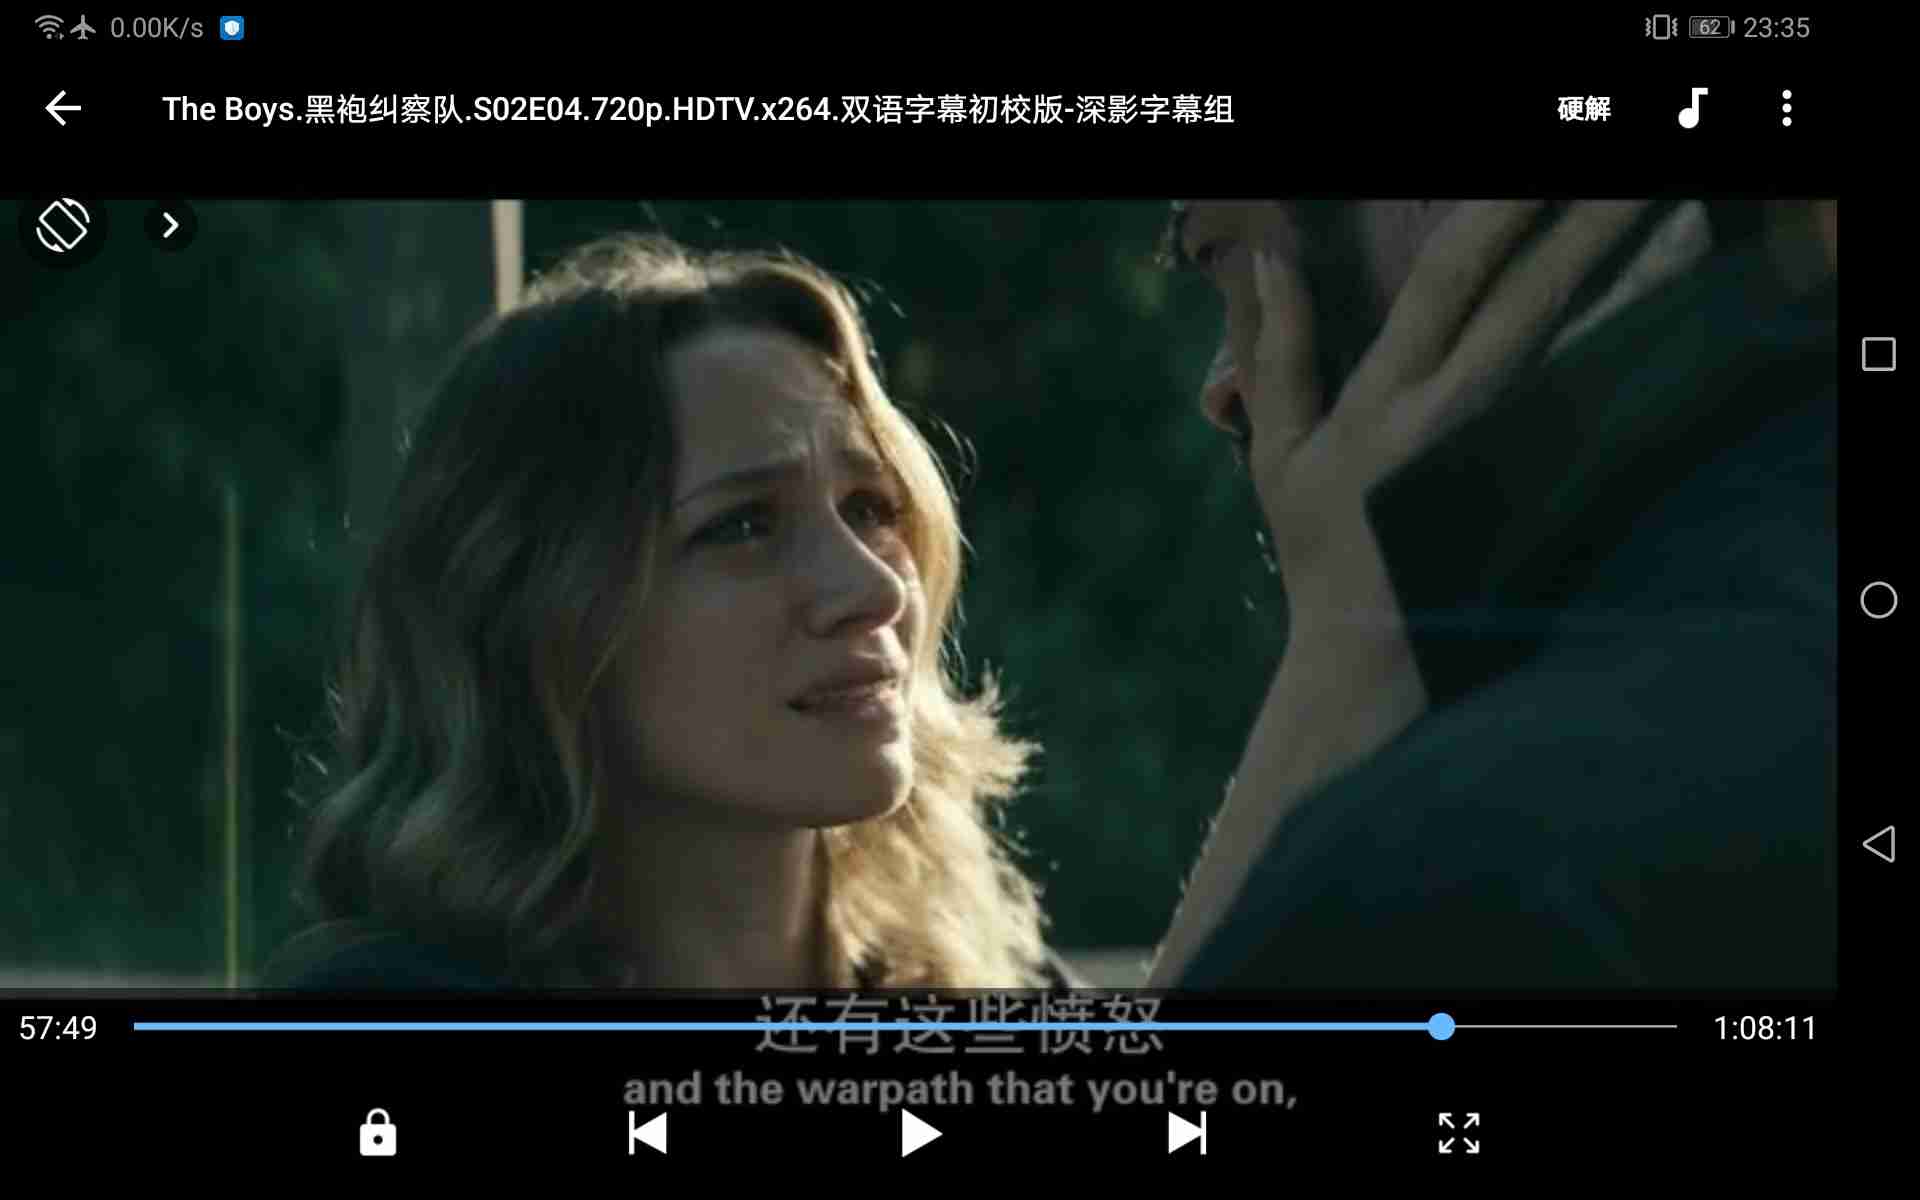 0.00K/s
62 23:35
The Boys.黑袍纠察队.S02E04.720p.HDTV.x264.双语字幕初校版-深影字幕组
硬解
还有这些愤怒
57:49
1:08:11
and the warpath that you're on,